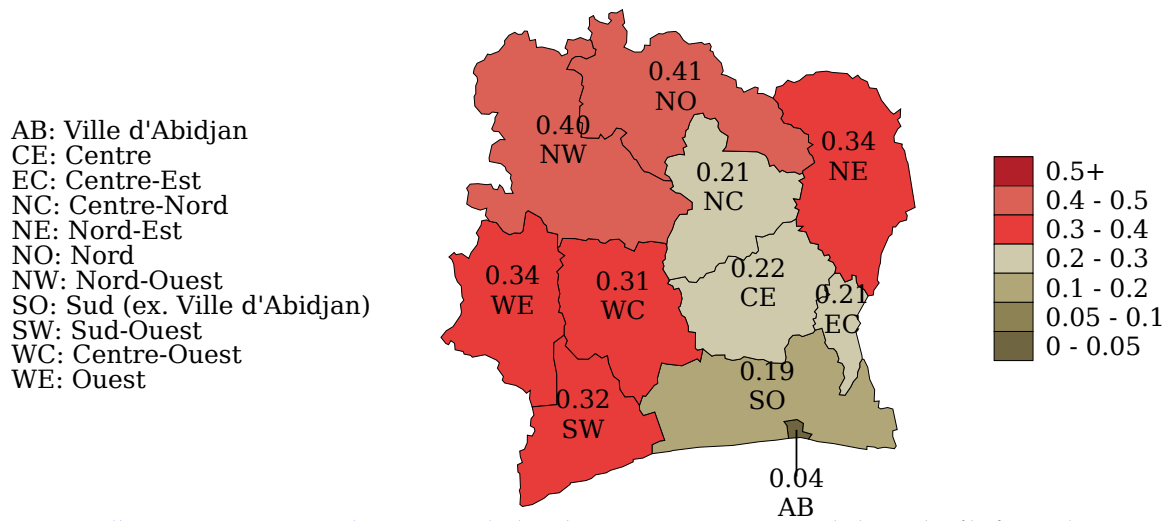 AB: Ville d'Abidjan
CE: Centre
EC: Centre-Est
NC: Centre-Nord
NE: Nord-Est
NO: Nord
NW: Nord-Ouest
SO: Sud (ex. Ville d'Abidjan)
SW: Sud-Ouest
WC: Centre-Ouest
WE: Ouest
0.41
NO
0.40
NW
0.34
NE
0.21
NC
0.34
WE
0.31
WC
0.22
CE
0.21
EC
0.19
SO
0.32
SW
0.04
AB
0.5+
0.4 - 0.5
0.3 - 0.4
0.2 - 0.3
0.1 - 0.2
0.05 - 0.1
0 - 0.05